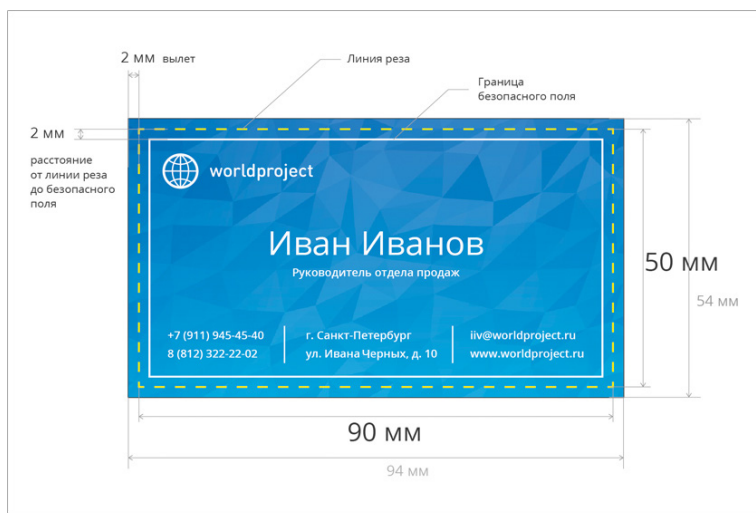 2 мм вылет
Линия реза
Граница
безопасного поля
2 мм
расстояние
от линии реза
до безопасного
поля
worldproject
Иван Иванов
Руководитель отдела продаж
50 мм
54 мм
+7 (911) 945-45-40
8 (812) 322-22-02
г. Санкт-Петербург
ул. Ивана Черных, д. 10
iiv@worldproject.ru
www.worldproject.ru
90 мм
94 мм